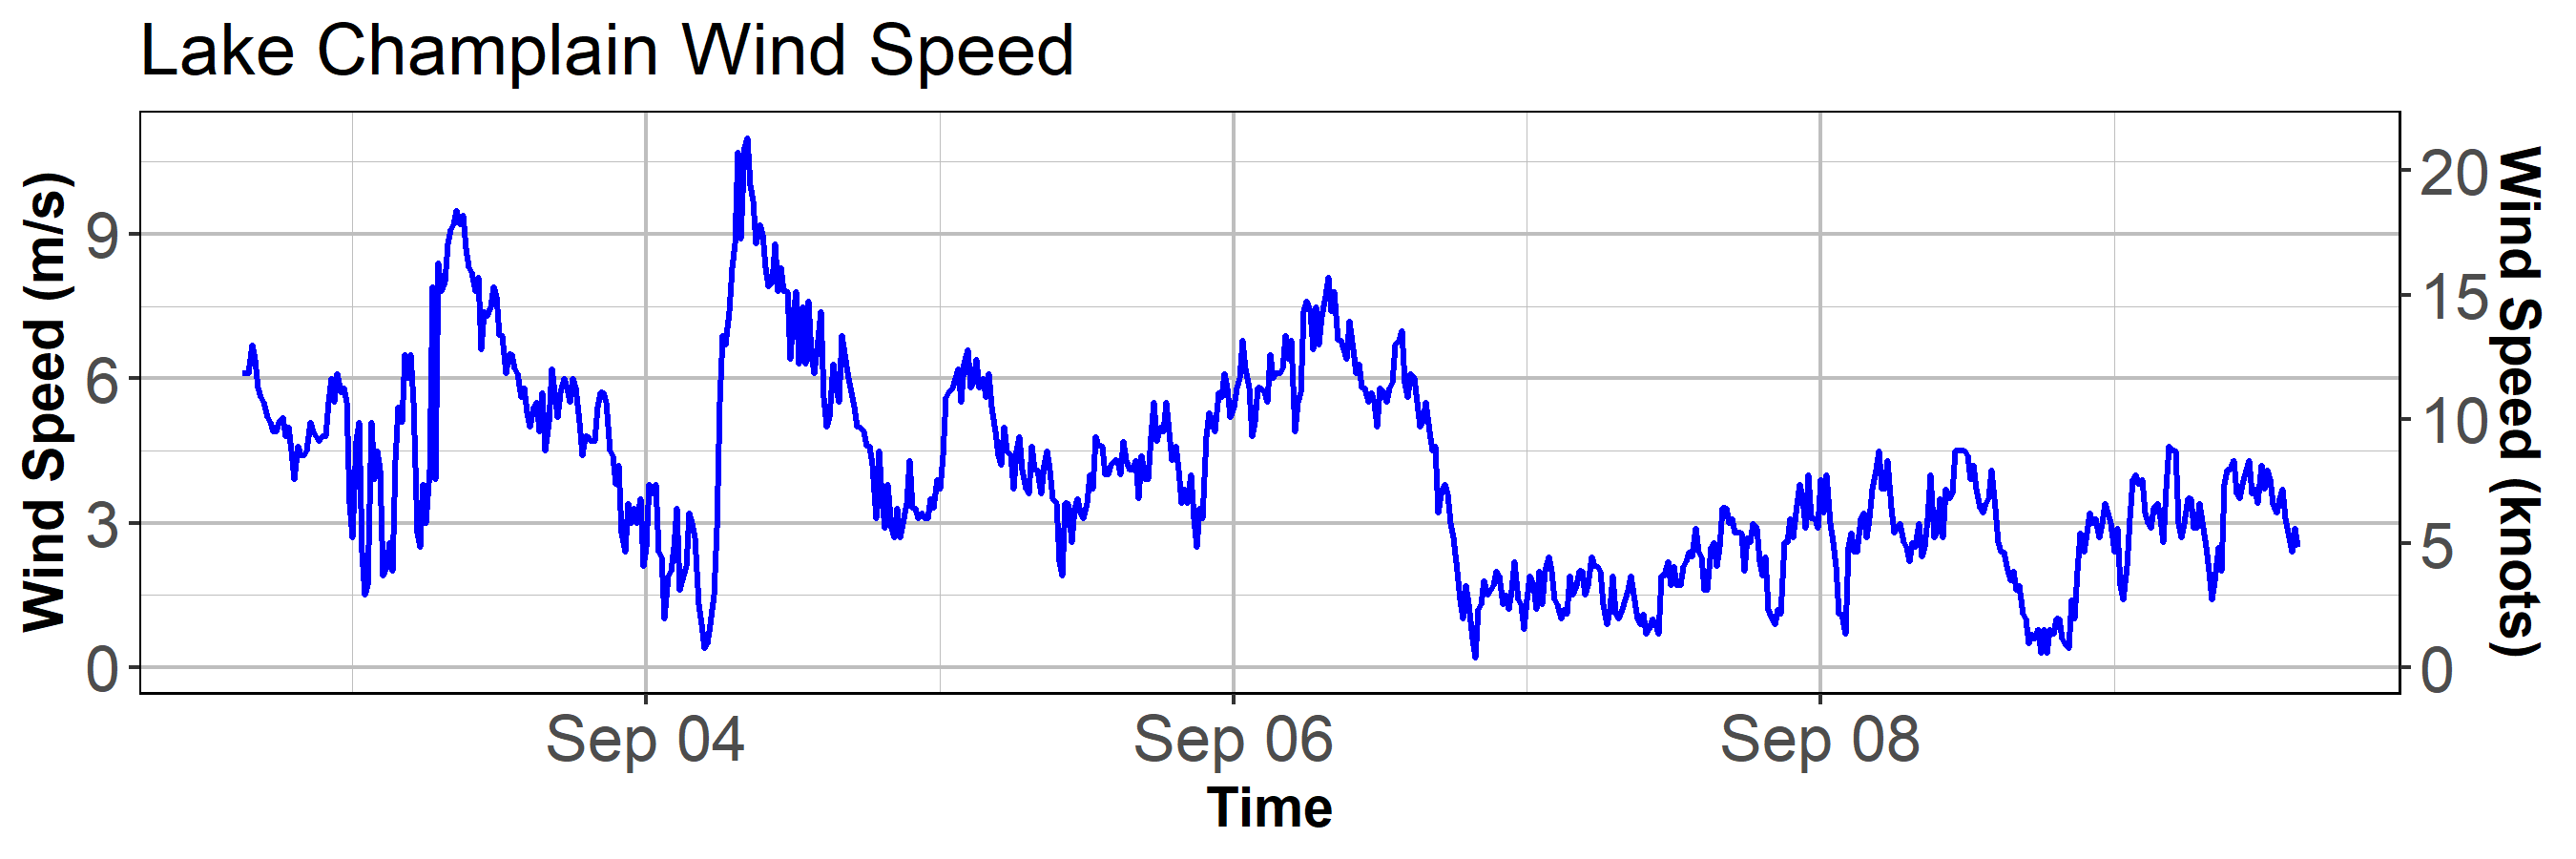 Lake Champlain Wind Speed
Wind Speed (m/s)
9
6
3
0
20
15
10
5
0
Wind Speed (knots)
Sep 04
Sep 06
Sep 08
Time